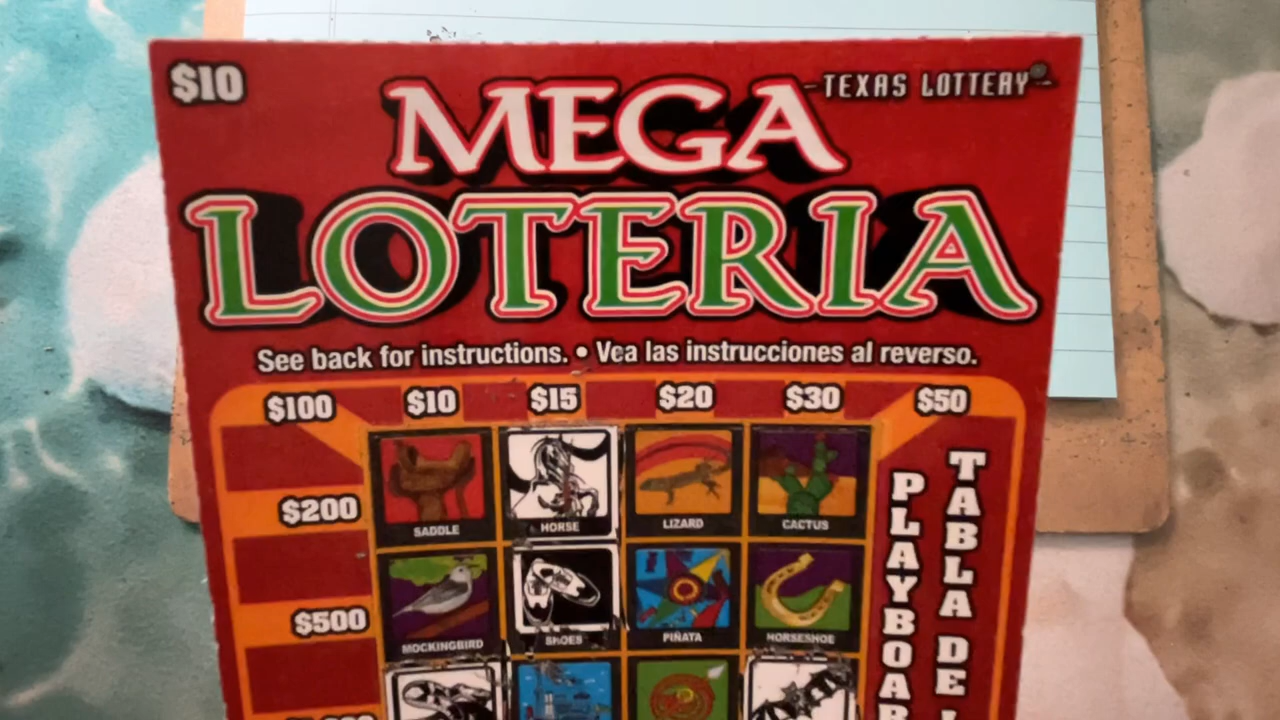 $10
TEXAS LOTTERY®
MEGA
LOTERIA
See back for instructions. • Vea las instrucciones al reverso.
$100 $10 $15 $20 $30 $50
SADDLE HORSE LIZARD CACTUS
$200
MOCKINGBIRD SHOES PIÑATA HORSESHOE
$500
PLAYBOAR
TABLA DE